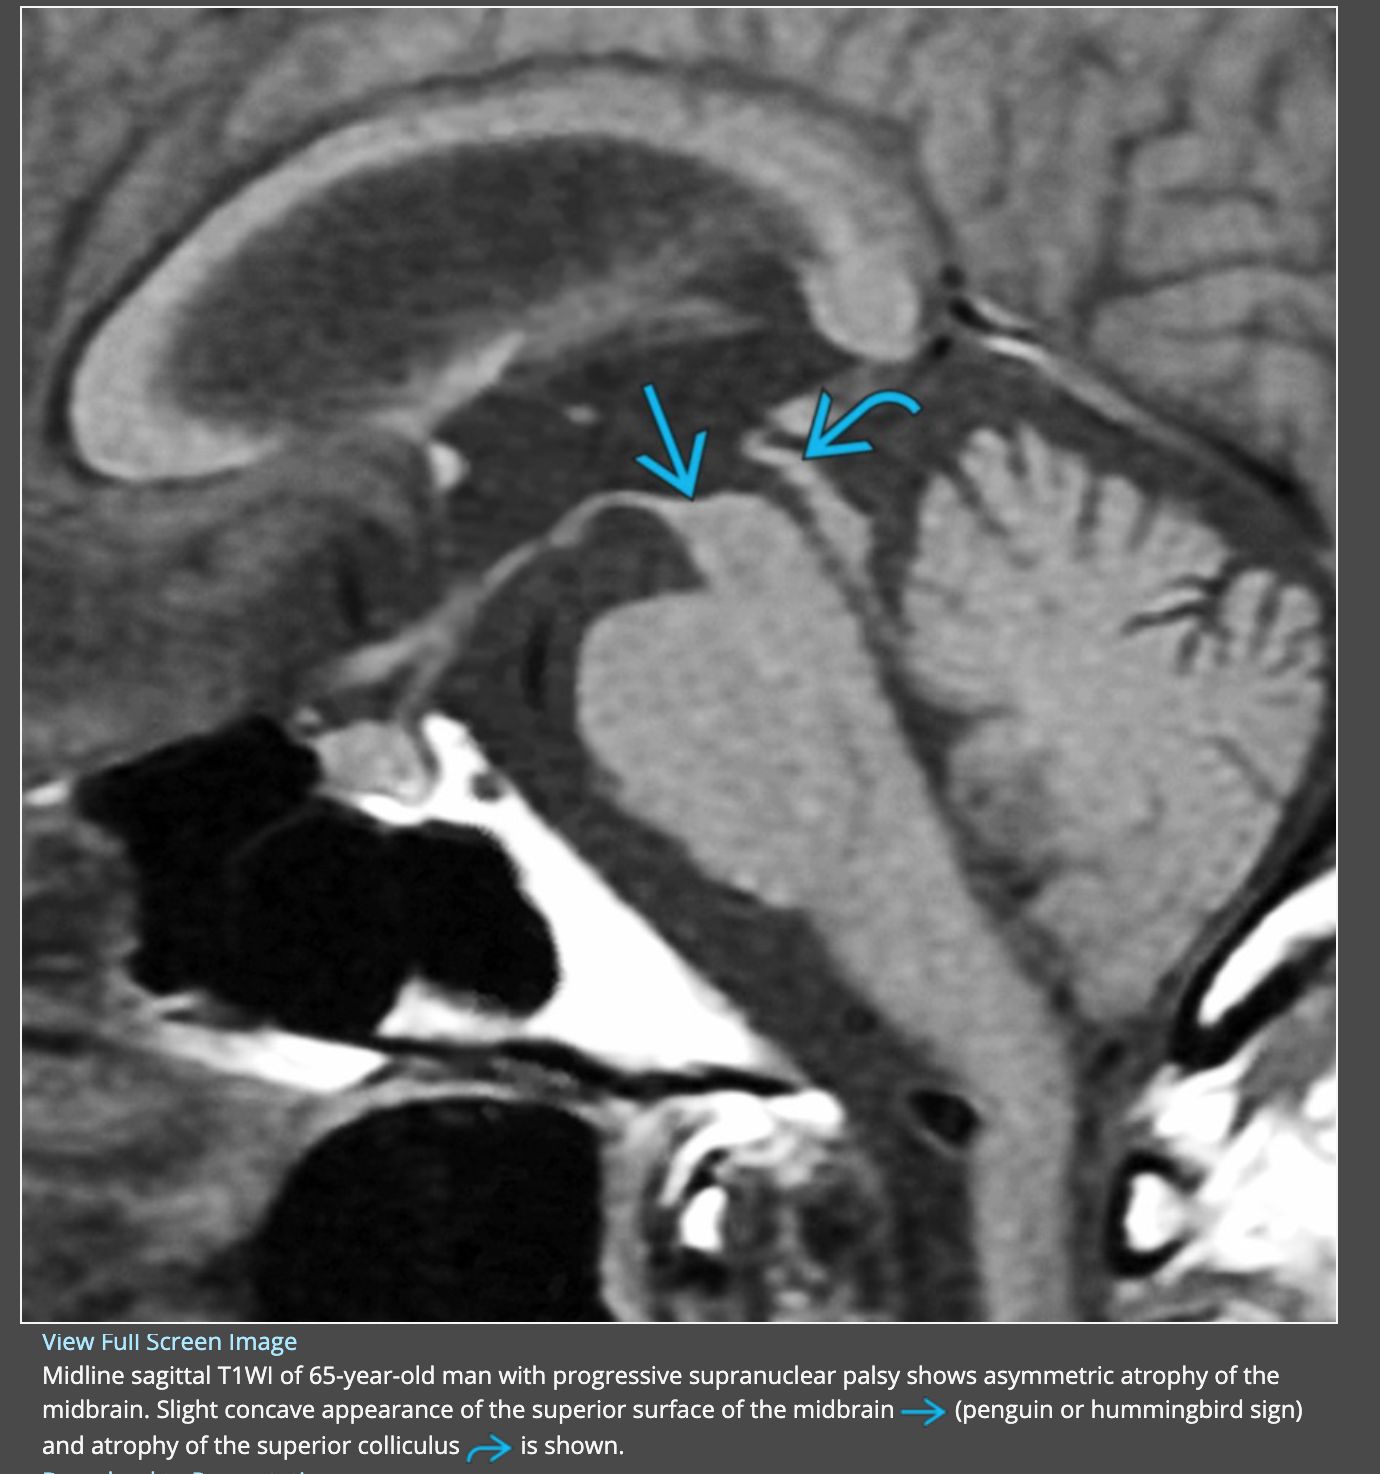 View Full Screen Image
Midline sagittal T1WI of 65-year-old man with progressive supranuclear palsy shows asymmetric atrophy of the
midbrain. Slight concave appearance of the superior surface of the midbrain (penguin or hummingbird sign)
and atrophy of the superior colliculus is shown.